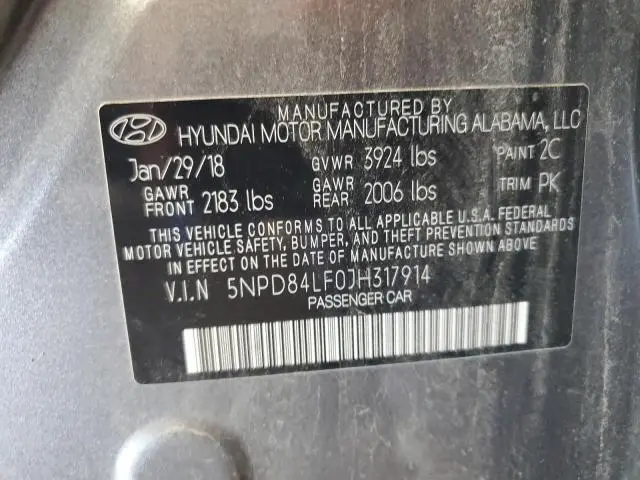 MANUFACTURED BY
HYUNDAI MOTOR MANUFACTURING ALABAMA, LLC
Jan/29/18 GVWR 3924 lbs PAINT 2C
GAWR FRONT 2183 lbs GAWR REAR 2006 lbs TRIM PK
THIS VEHICLE CONFORMS TO ALL APPLICABLE U.S.A. FEDERAL
MOTOR VEHICLE SAFETY, BUMPER, AND THEFT PREVENTION STANDARDS
IN EFFECT ON THE DATE OF MANUFACTURE SHOWN ABOVE
V.I.N 5NPD84LF0JH317914
PASSENGER CAR